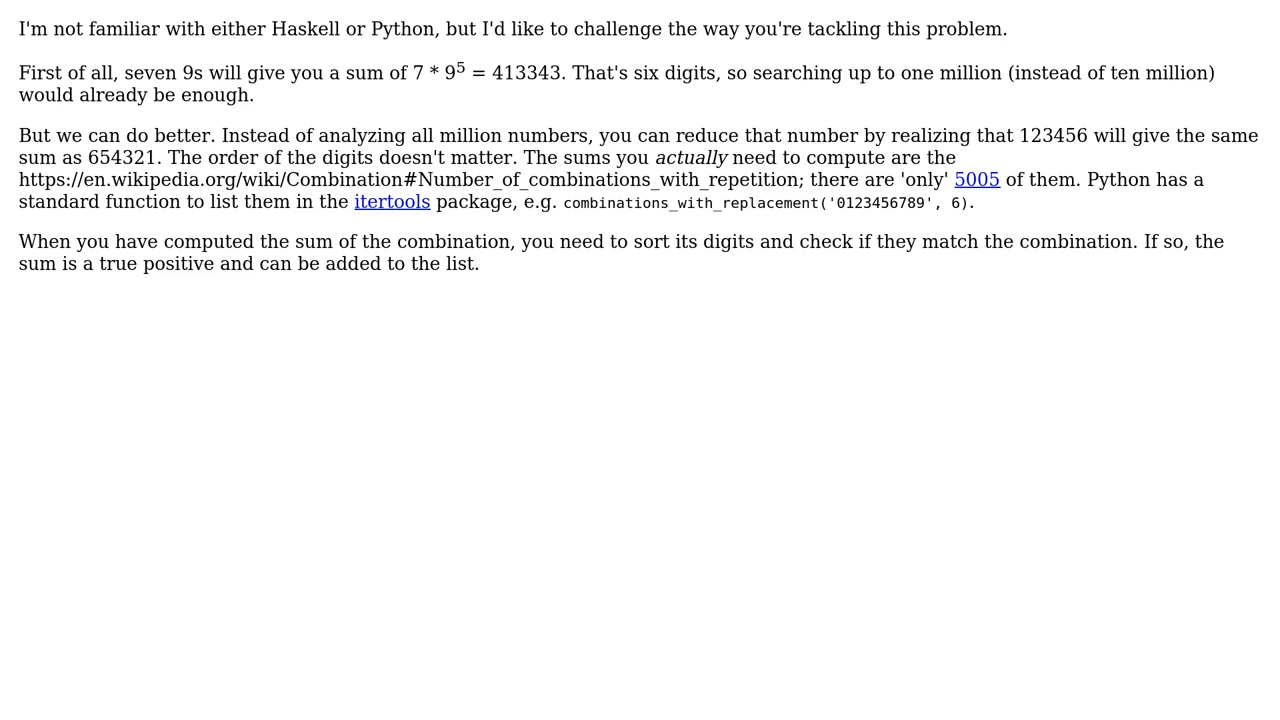 I'm not familiar with either Haskell or Python, but I'd like to challenge the way you're tackling this problem.
First of all, seven 9s will give you a sum of 7 * 9⁵ = 413343. That's six digits, so searching up to one million (instead of ten million)
would already be enough.
But we can do better. Instead of analyzing all million numbers, you can reduce that number by realizing that 123456 will give the same
sum as 654321. The order of the digits doesn't matter. The sums you actually need to compute are the
https://en.wikipedia.org/wiki/Combination#Number_of_combinations_with_repetition; there are 'only' 5005 of them. Python has a
standard function to list them in the itertools package, e.g. combinations_with_replacement('0123456789', 6).
When you have computed the sum of the combination, you need to sort its digits and check if they match the combination. If so, the
sum is a true positive and can be added to the list.